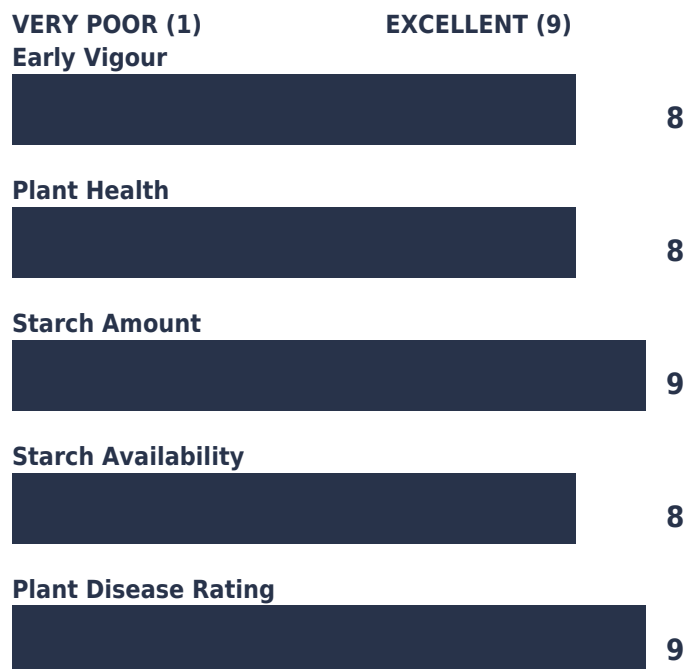 VERY POOR (1) EXCELLENT (9)
Early Vigour
8
Plant Health
8
Starch Amount
9
Starch Availability
8
Plant Disease Rating
9